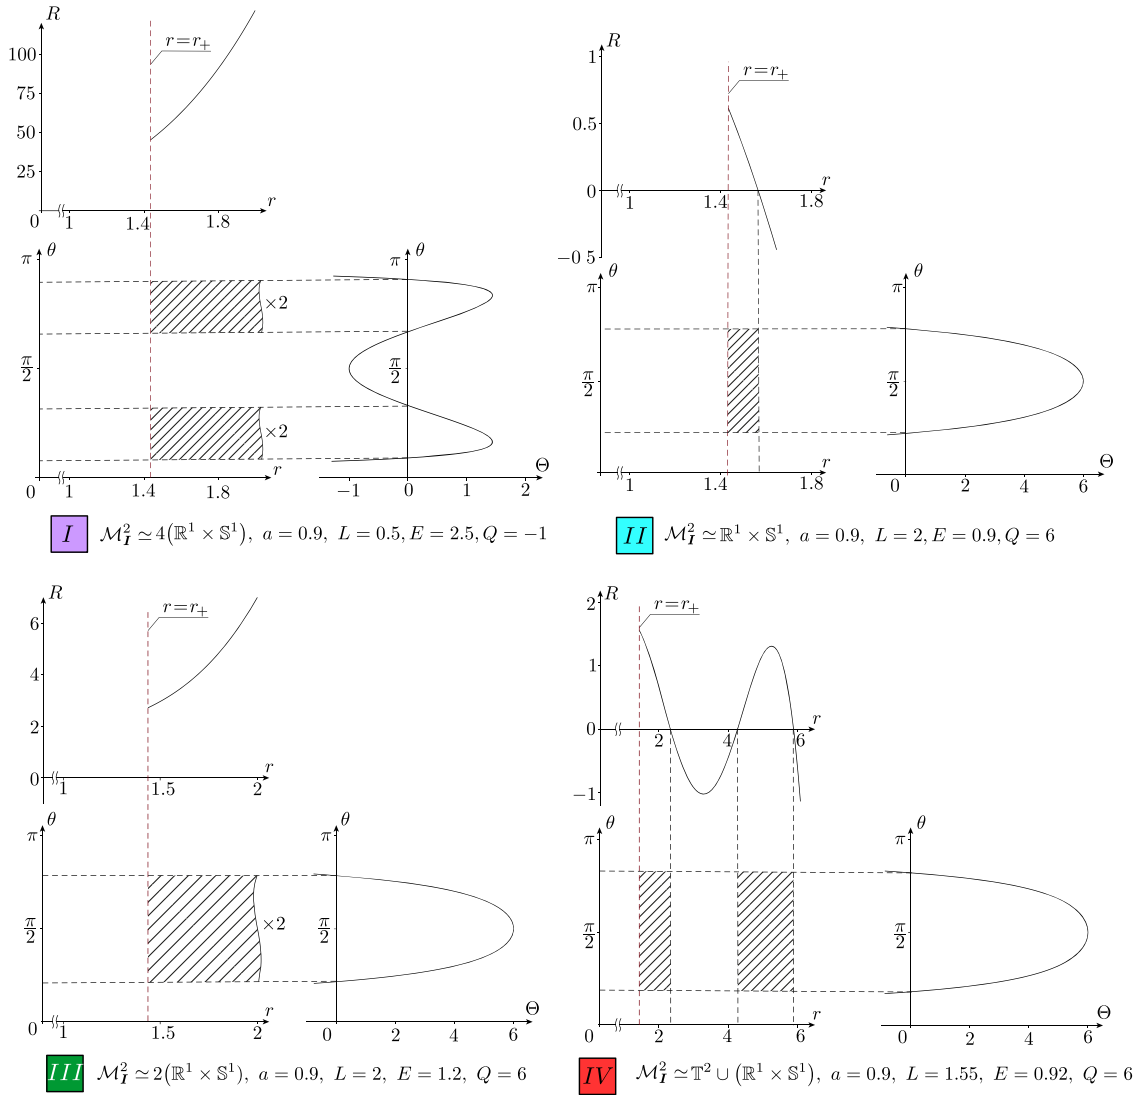 R
r=r₊
100
75
50
25
0
1
1.4
1.8
r
θ
π
π/2
0
1
1.4
1.8
r
×2
×2
θ
π
π/2
−1
0
1
2
Θ
I
𝓜²_I ≃ 4(ℝ¹ × 𝕊¹), a = 0.9, L = 0.5, E = 2.5, Q = −1
R
r=r₊
1
0.5
0
−0 5
1
1.4
1.8
r
θ
π
π/2
0
1
1.4
1.8
r
θ
π
π/2
0
2
4
6
Θ
II
𝓜²_I ≃ ℝ¹ × 𝕊¹, a = 0.9, L = 2, E = 0.9, Q = 6
R
r=r₊
6
4
2
0
1
1.5
2
r
θ
π
π/2
0
1
1.5
2
r
×2
θ
π
π/2
0
2
4
6
Θ
III
𝓜²_I ≃ 2(ℝ¹ × 𝕊¹), a = 0.9, L = 2, E = 1.2, Q = 6
R
r=r₊
2
1
0
−1
2
4
6
r
θ
π
π/2
0
2
4
6
r
θ
π
π/2
0
2
4
6
Θ
IV
𝓜²_I ≃ 𝕋² ∪ (ℝ¹ × 𝕊¹), a = 0.9, L = 1.55, E = 0.92, Q = 6